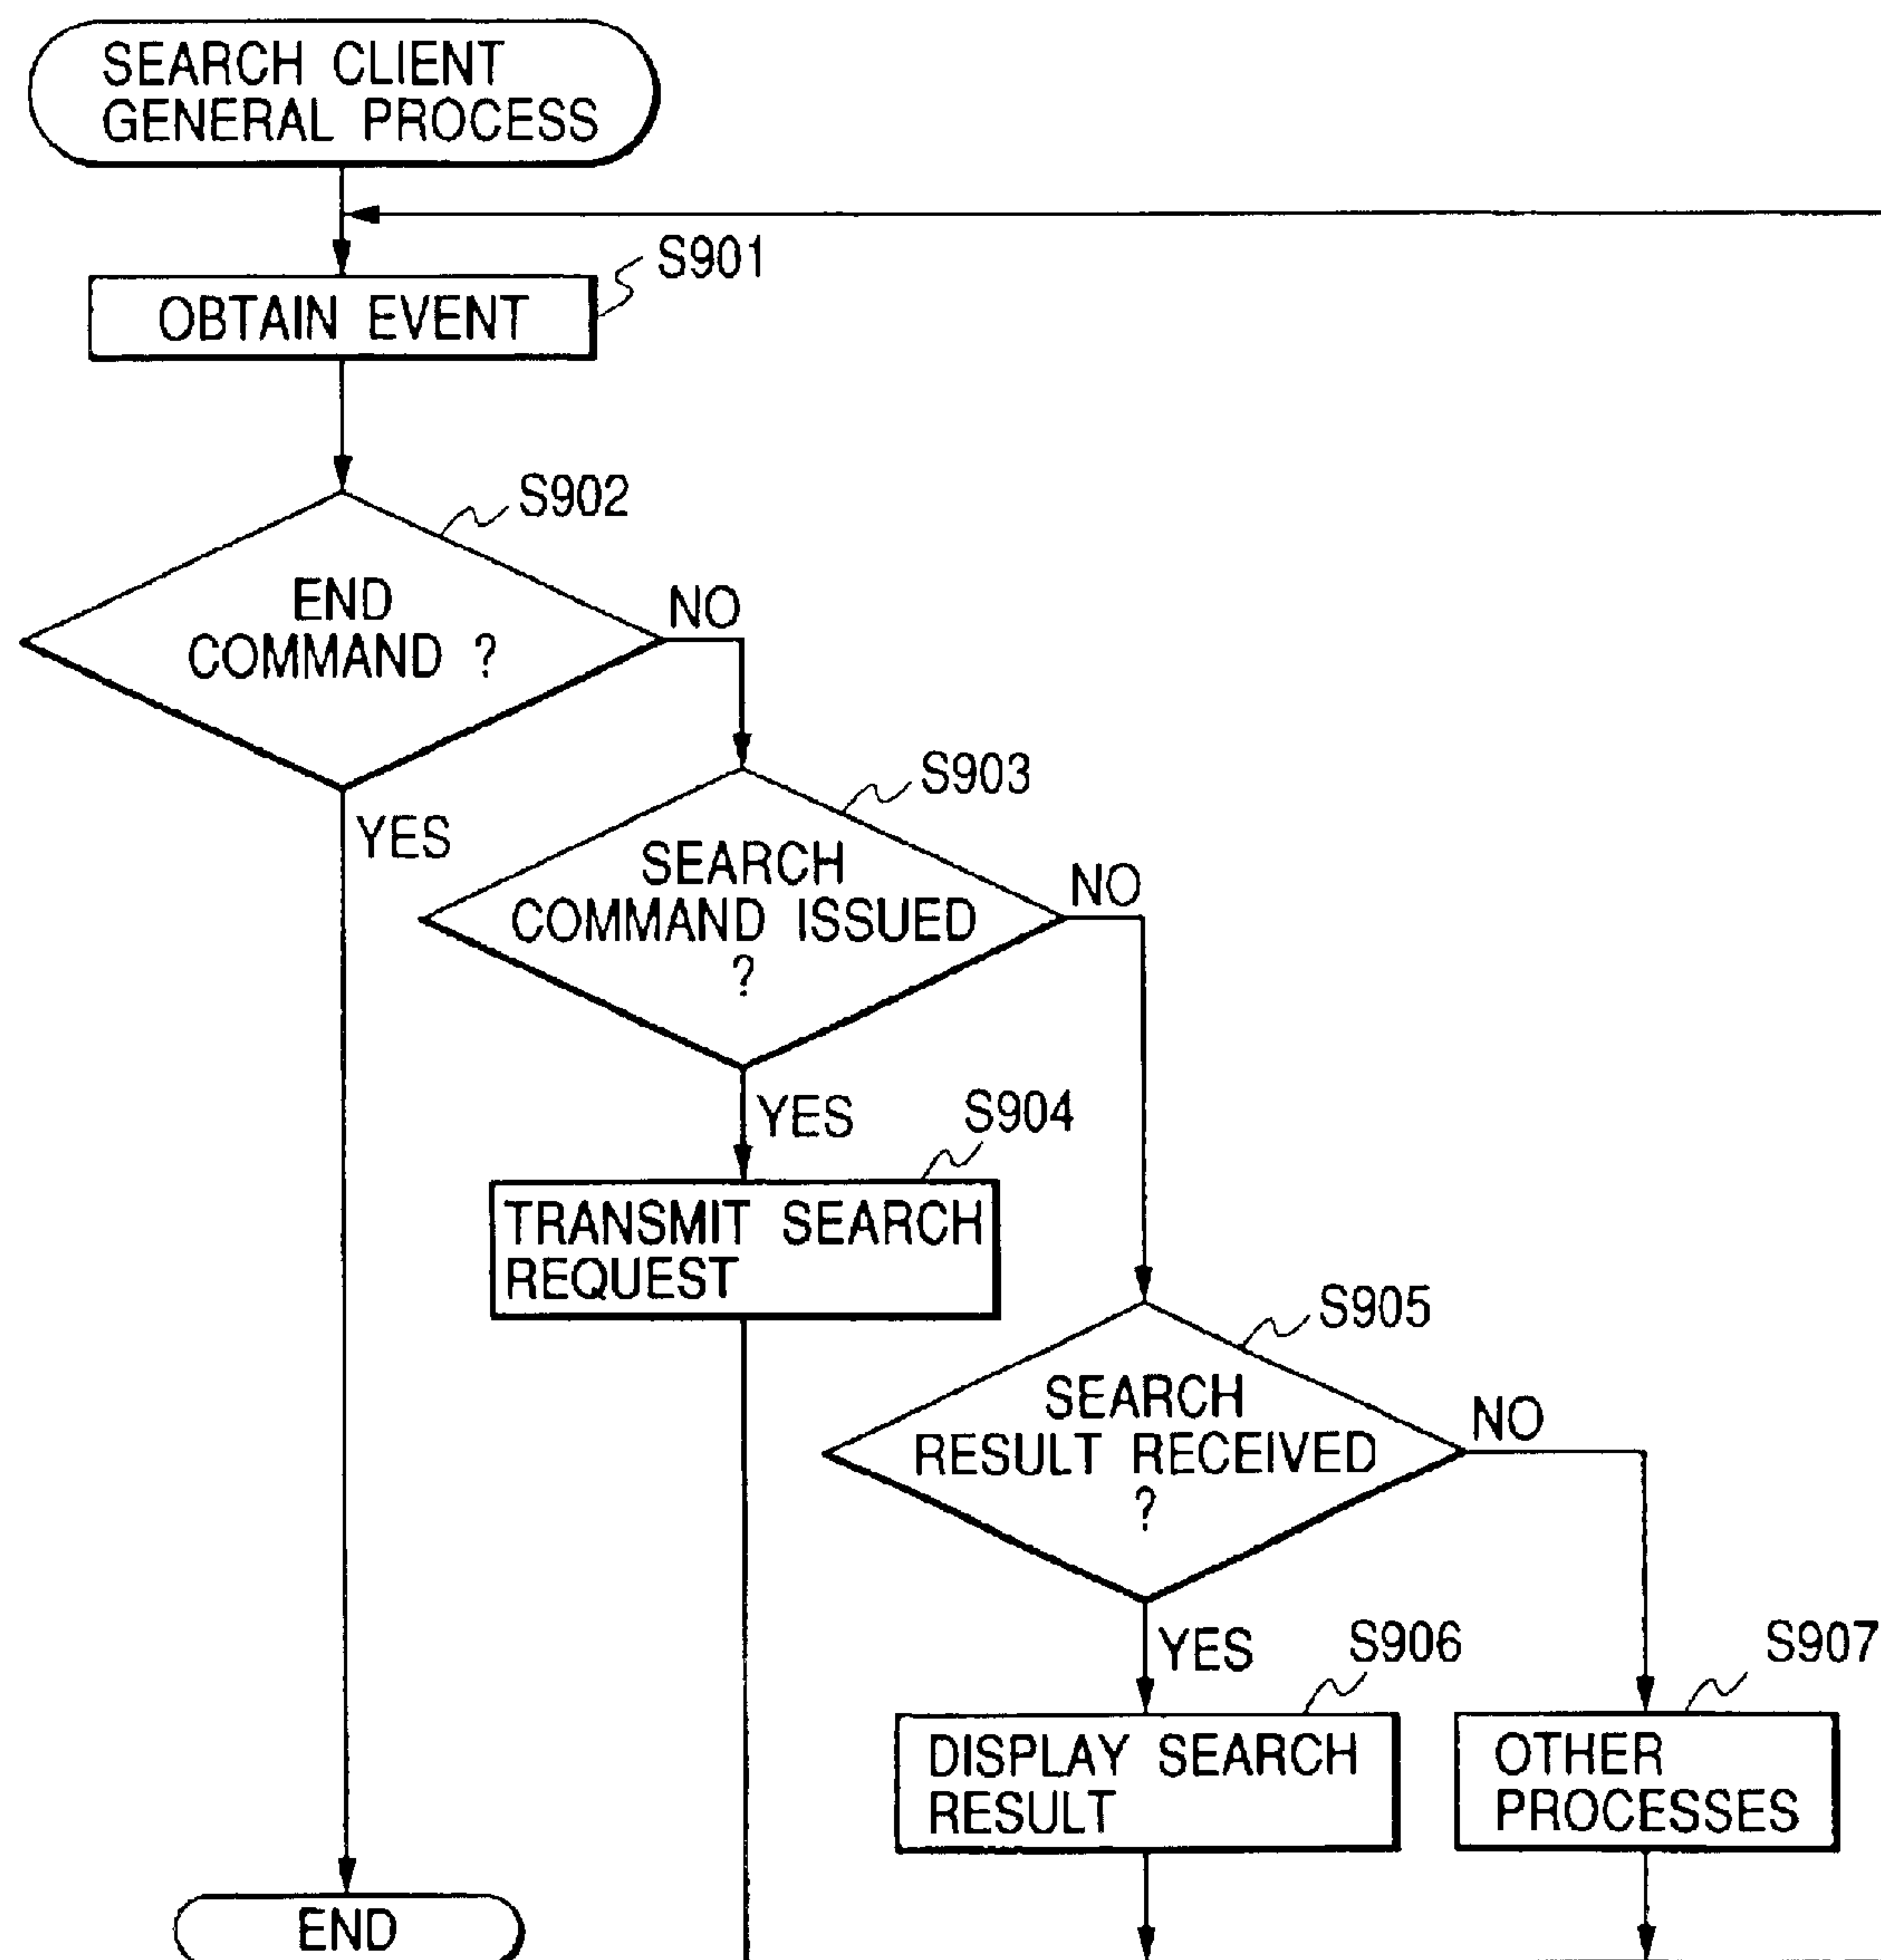 SEARCH CLIENT
GENERAL PROCESS
S901
OBTAIN EVENT
S902
END
COMMAND ?
NO
YES
S903
SEARCH
COMMAND ISSUED
?
NO
YES
S904
TRANSMIT SEARCH
REQUEST
S905
SEARCH
RESULT RECEIVED
?
NO
YES
S906
DISPLAY SEARCH
RESULT
S907
OTHER
PROCESSES
END